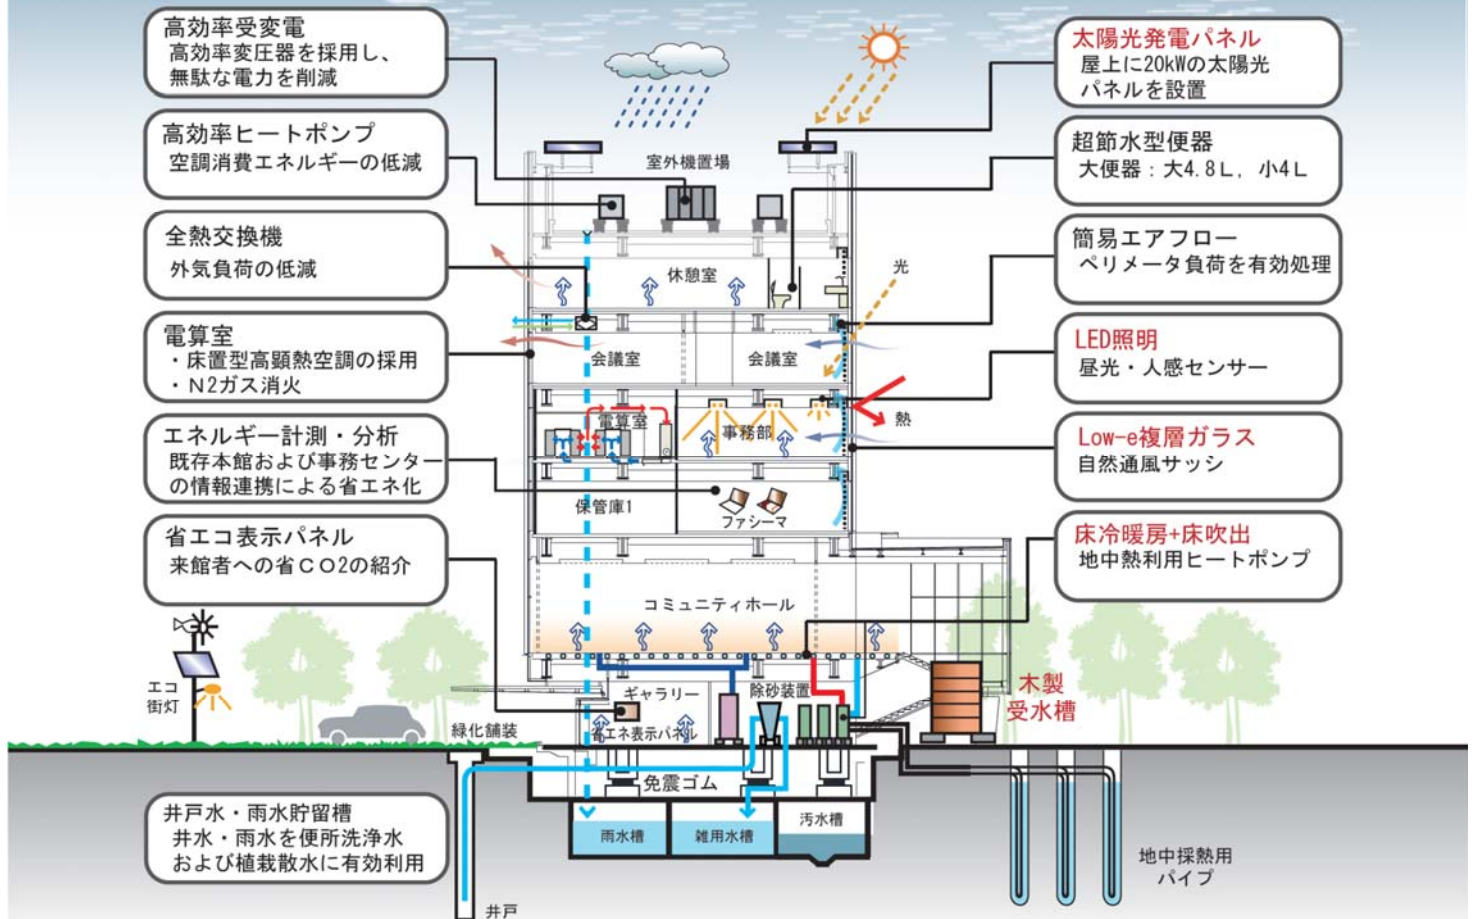 高効率受変電
高効率変圧器を採用し、
無駄な電力を削減
高効率ヒートポンプ
空調消費エネルギーの低減
全熱交換機
外気負荷の低減
電算室
・床置型高顕熱空調の採用
・N2ガス消火
エネルギー計測・分析
既存本館および事務センター
の情報連携による省エネ化
省エコ表示パネル
来館者への省CO2の紹介
エコ
街灯
緑化舗装
井戸水・雨水貯留槽
井水・雨水を便所洗浄水
および植栽散水に有効利用
井戸
室外機置場
休憩室
光
会議室
会議室
電算室
事務部
熱
保管庫1
ファシーマ
コミュニティホール
ギャラリー
除砂装置
省エネ表示パネル
免震ゴム
雨水槽
雑用水槽
汚水槽
太陽光発電パネル
屋上に20kWの太陽光
パネルを設置
超節水型便器
大便器：大4.8L，小4L
簡易エアフロー
ペリメータ負荷を有効処理
LED照明
昼光・人感センサー
Low-e複層ガラス
自然通風サッシ
床冷暖房+床吹出
地中熱利用ヒートポンプ
木製
受水槽
地中採熱用
パイプ